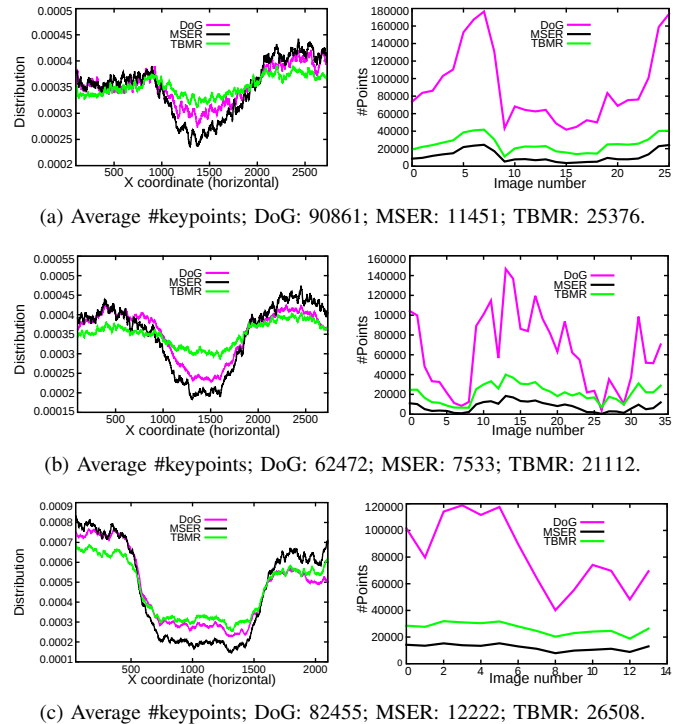 0.0005
0.00045
0.0004
0.00035
0.0003
0.00025
0.0002
Distribution
DoG
MSER
TBMR
500 1000 1500 2000 2500
X coordinate (horizontal)
180000
160000
140000
120000
100000
80000
60000
40000
20000
0
#Points
DoG
MSER
TBMR
0 5 10 15 20 25
Image number
(a) Average #keypoints; DoG: 90861; MSER: 11451; TBMR: 25376.
0.00055
0.0005
0.00045
0.0004
0.00035
0.0003
0.00025
0.0002
0.00015
Distribution
DoG
MSER
TBMR
500 1000 1500 2000 2500
X coordinate (horizontal)
160000
140000
120000
100000
80000
60000
40000
20000
0
#Points
DoG
MSER
TBMR
0 5 10 15 20 25 30 35
Image number
(b) Average #keypoints; DoG: 62472; MSER: 7533; TBMR: 21112.
0.0009
0.0008
0.0007
0.0006
0.0005
0.0004
0.0003
0.0002
0.0001
Distribution
DoG
MSER
TBMR
500 1000 1500 2000
X coordinate (horizontal)
120000
100000
80000
60000
40000
20000
0
#Points
DoG
MSER
TBMR
0 2 4 6 8 10 12 14
Image number
(c) Average #keypoints; DoG: 82455; MSER: 12222; TBMR: 26508.